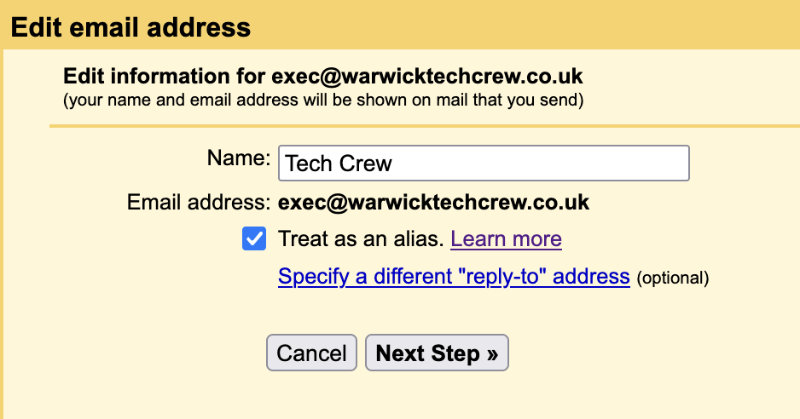 Edit email address
Edit information for exec@warwicktechcrew.co.uk
(your name and email address will be shown on mail that you send)
Name: Tech Crew
Email address: exec@warwicktechcrew.co.uk
Treat as an alias. Learn more
Specify a different "reply-to" address (optional)
Cancel Next Step »